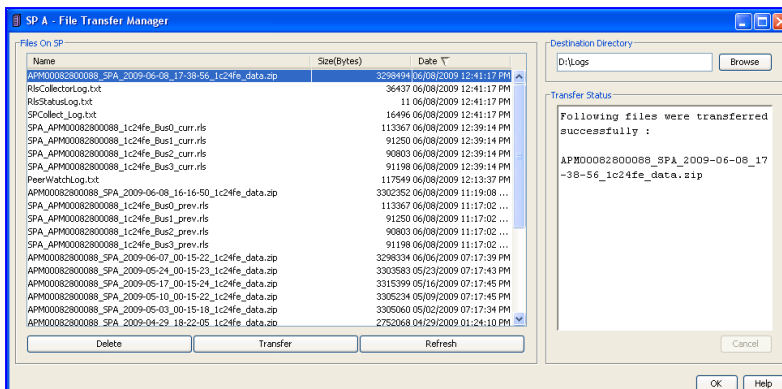 SP A - File Transfer Manager
Files On SP
Name Size(Bytes) Date
APM00082800088_SPA_2009-06-08_17-38-56_1c24fe_data.zip 3298494 06/08/2009 12:41:17 PM
RlsCollectorLog.txt 36437 06/08/2009 12:41:17 PM
RlsStatusLog.txt 11 06/08/2009 12:41:17 PM
SPCollect_Log.txt 16496 06/08/2009 12:41:17 PM
SPA_APM00082800088_1c24fe_Bus0_curr.rls 113367 06/08/2009 12:39:14 PM
SPA_APM00082800088_1c24fe_Bus1_curr.rls 91250 06/08/2009 12:39:14 PM
SPA_APM00082800088_1c24fe_Bus2_curr.rls 90803 06/08/2009 12:39:14 PM
SPA_APM00082800088_1c24fe_Bus3_curr.rls 91198 06/08/2009 12:39:14 PM
PeerWatchLog.txt 117549 06/08/2009 12:13:37 PM
APM00082800088_SPA_2009-06-08_16-16-50_1c24fe_data.zip 3302352 06/08/2009 11:19:08 ...
SPA_APM00082800088_1c24fe_Bus0_prev.rls 113367 06/08/2009 11:17:02 ...
SPA_APM00082800088_1c24fe_Bus1_prev.rls 91250 06/08/2009 11:17:02 ...
SPA_APM00082800088_1c24fe_Bus2_prev.rls 90803 06/08/2009 11:17:02 ...
SPA_APM00082800088_1c24fe_Bus3_prev.rls 91198 06/08/2009 11:17:02 ...
APM00082800088_SPA_2009-06-07_00-15-22_1c24fe_data.zip 3298334 06/06/2009 07:17:39 PM
APM00082800088_SPA_2009-05-24_00-15-23_1c24fe_data.zip 3303583 05/23/2009 07:17:43 PM
APM00082800088_SPA_2009-05-17_00-15-24_1c24fe_data.zip 3315399 05/16/2009 07:17:45 PM
APM00082800088_SPA_2009-05-10_00-15-22_1c24fe_data.zip 3305234 05/09/2009 07:17:45 PM
APM00082800088_SPA_2009-05-03_00-15-18_1c24fe_data.zip 3305060 05/02/2009 07:17:34 PM
APM00082800088_SPA_2009-04-29_18-22-05_1c24fe_data.zip 2752068 04/29/2009 01:24:10 PM
Delete Transfer Refresh
Destination Directory
D:\Logs Browse
Transfer Status
Following files were transferred
successfully :
APM00082800088_SPA_2009-06-08_17
-38-56_1c24fe_data.zip
Cancel
OK Help